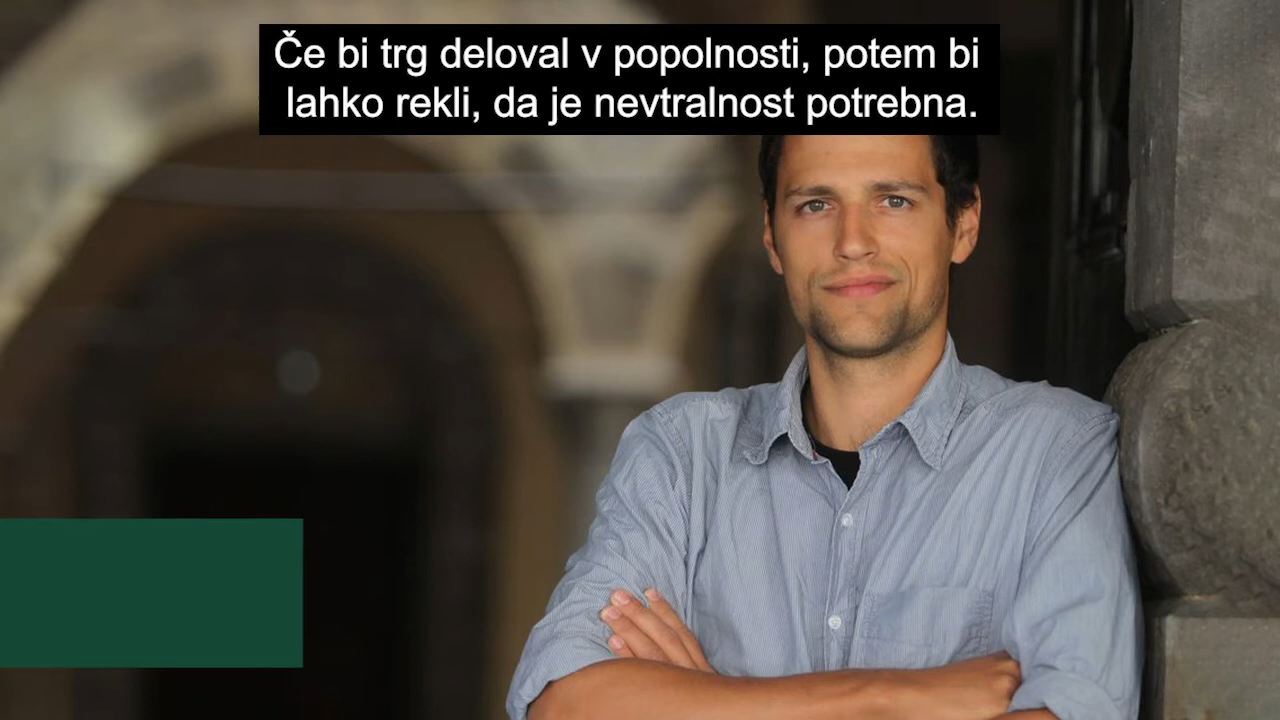 Če bi trg deloval v popolnosti, potem bi
lahko rekli, da je nevtralnost potrebna.